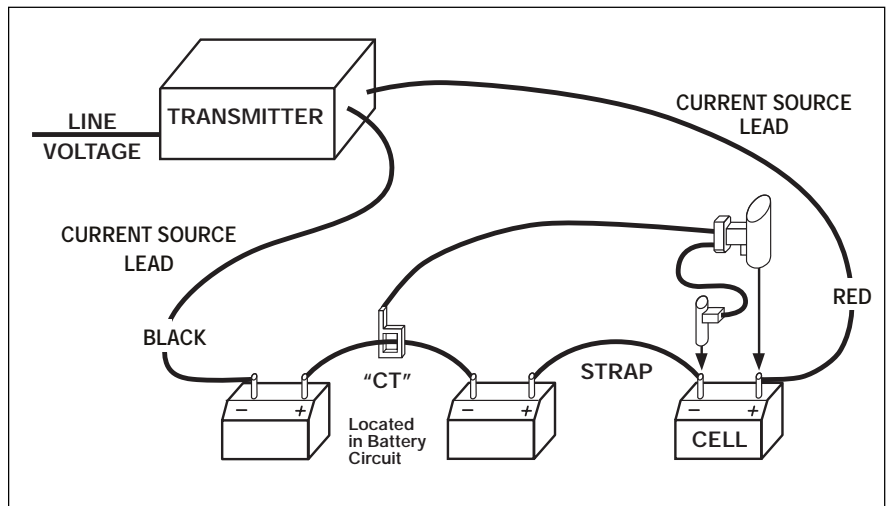 TRANSMITTER
LINE
VOLTAGE
CURRENT SOURCE
LEAD
CURRENT SOURCE
LEAD
BLACK
RED
"CT"
STRAP
Located
in Battery
Circuit
– +
– +
– +
CELL